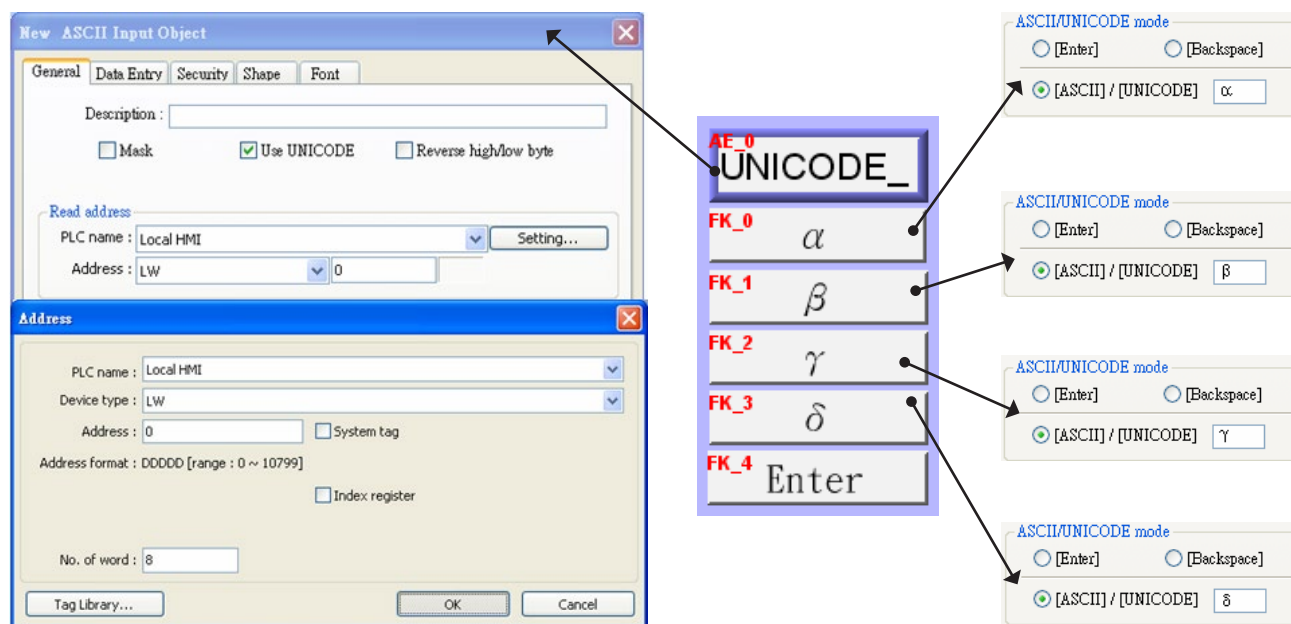 New ASCII Input Object
General Data Entry Security Shape Font
Description :
Mask Use UNICODE Reverse high/low byte
Read address
PLC name : Local HMI Setting...
Address : LW 0
Address
PLC name : Local HMI
Device type : LW
Address : 0 System tag
Address format : DDDDD [range : 0 ~ 10799]
Index register
No. of word : 8
Tag Library... OK Cancel
AE_0
UNICODE_
FK_0
α
FK_1
β
FK_2
γ
FK_3
δ
FK_4
Enter
ASCII/UNICODE mode
[Enter] [Backspace]
[ASCII] / [UNICODE] α
ASCII/UNICODE mode
[Enter] [Backspace]
[ASCII] / [UNICODE] β
ASCII/UNICODE mode
[Enter] [Backspace]
[ASCII] / [UNICODE] γ
ASCII/UNICODE mode
[Enter] [Backspace]
[ASCII] / [UNICODE] δ